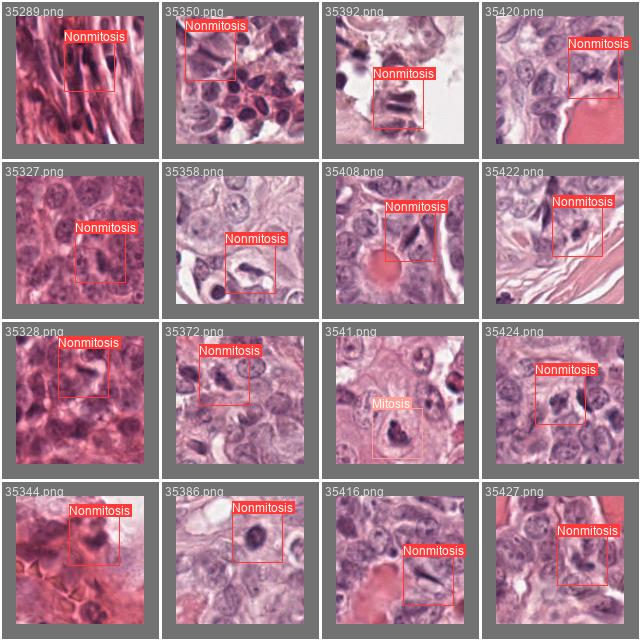 35289.png
Nonmitosis
35350.png
Nonmitosis
35392.png
Nonmitosis
35420.png
Nonmitosis
35327.png
Nonmitosis
35358.png
Nonmitosis
35408.png
Nonmitosis
35422.png
Nonmitosis
35328.png
Nonmitosis
35372.png
Nonmitosis
3541.png
Mitosis
35424.png
Nonmitosis
35344.png
Nonmitosis
35386.png
Nonmitosis
35416.png
Nonmitosis
35427.png
Nonmitosis